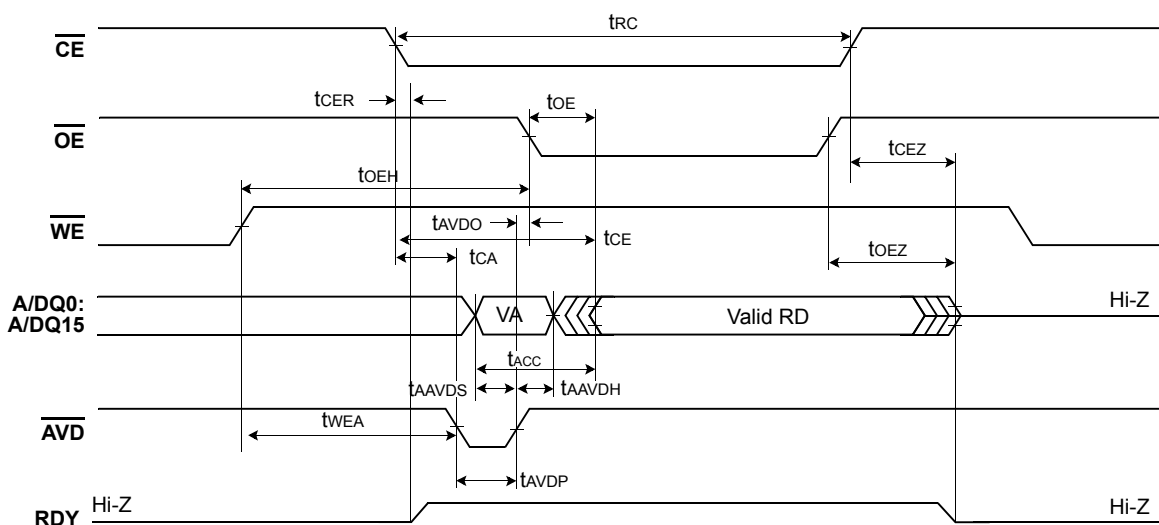 tRC
CE
tCER
tOE
OE
tCEZ
tOEH
WE
tAVDO
tCE
tCA
tOEZ
A/DQ0:
A/DQ15
VA
Valid RD
Hi-Z
tACC
tAAVDS
tAAVDH
AVD
tWEA
tAVDP
Hi-Z
RDY
Hi-Z